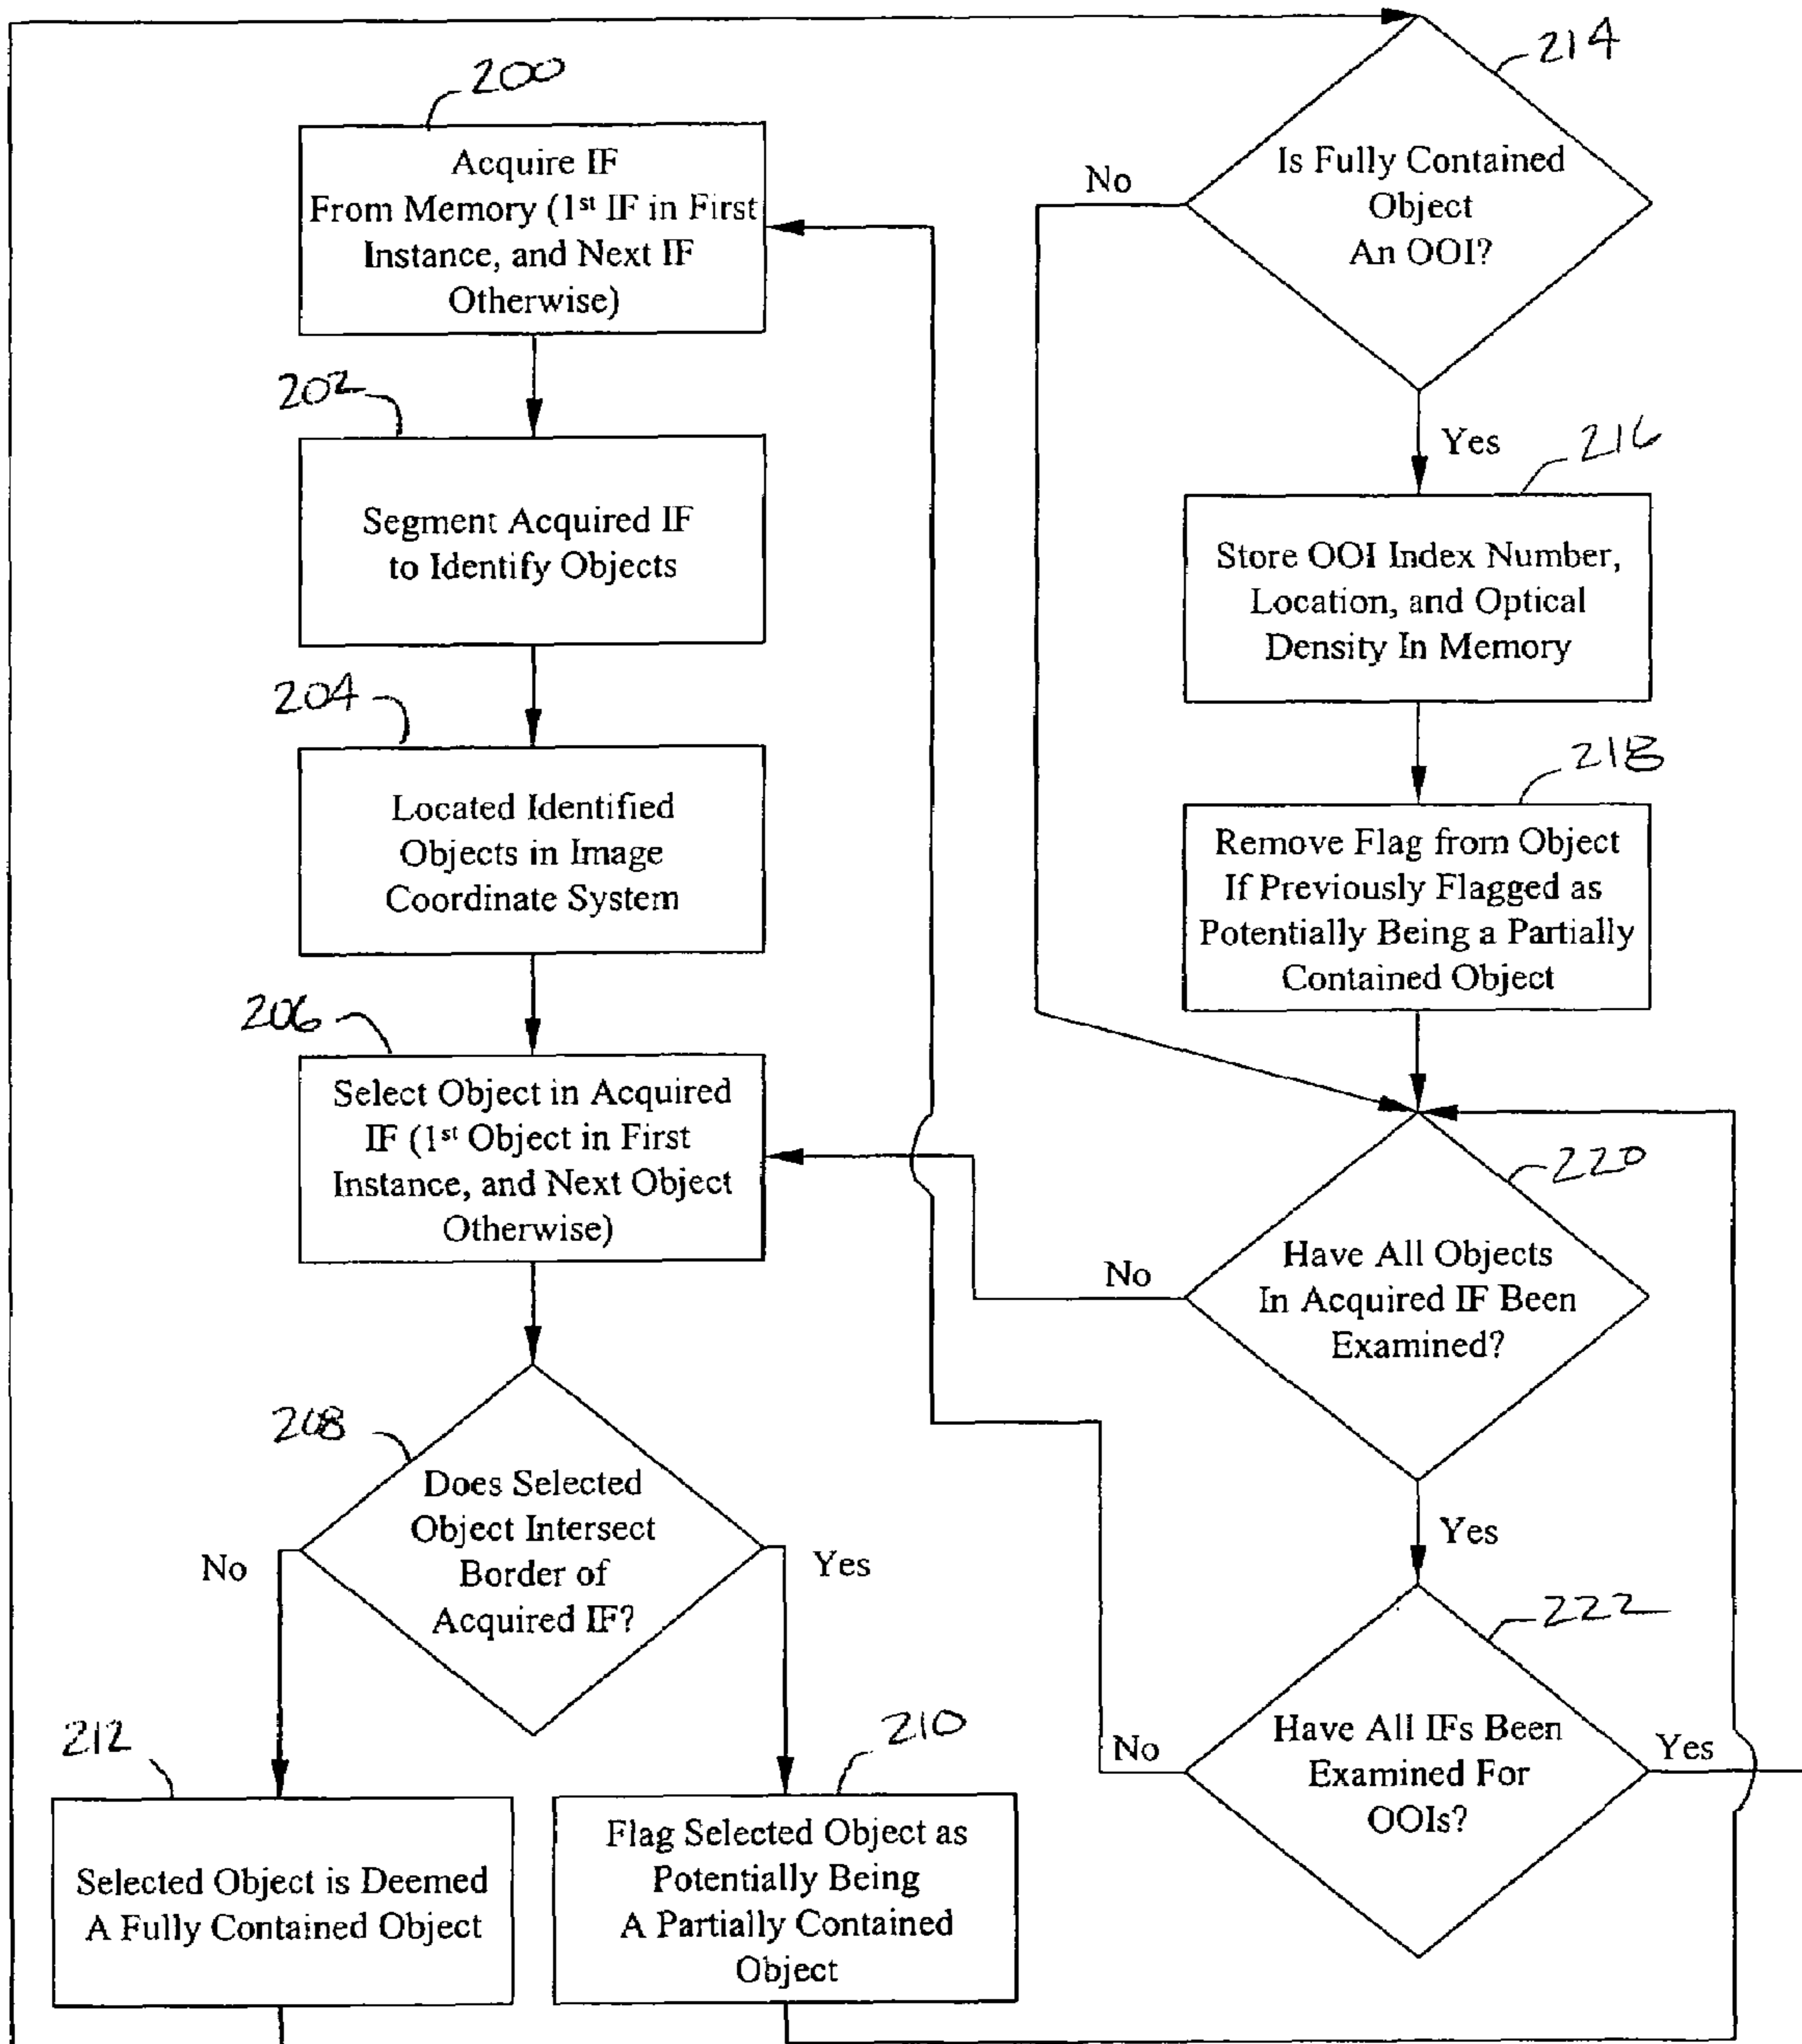 200
Acquire IF
From Memory (1st IF in First
Instance, and Next IF
Otherwise)
202
Segment Acquired IF
to Identify Objects
204
Located Identified
Objects in Image
Coordinate System
206
Select Object in Acquired
IF (1st Object in First
Instance, and Next Object
Otherwise)
208
Does Selected
Object Intersect
Border of
Acquired IF?
No
Yes
212
Selected Object is Deemed
A Fully Contained Object
210
Flag Selected Object as
Potentially Being
A Partially Contained
Object
214
Is Fully Contained
Object
An OOI?
No
Yes
216
Store OOI Index Number,
Location, and Optical
Density In Memory
218
Remove Flag from Object
If Previously Flagged as
Potentially Being a Partially
Contained Object
220
Have All Objects
In Acquired IF Been
Examined?
No
Yes
222
Have All IFs Been
Examined For
OOIs?
No
Yes